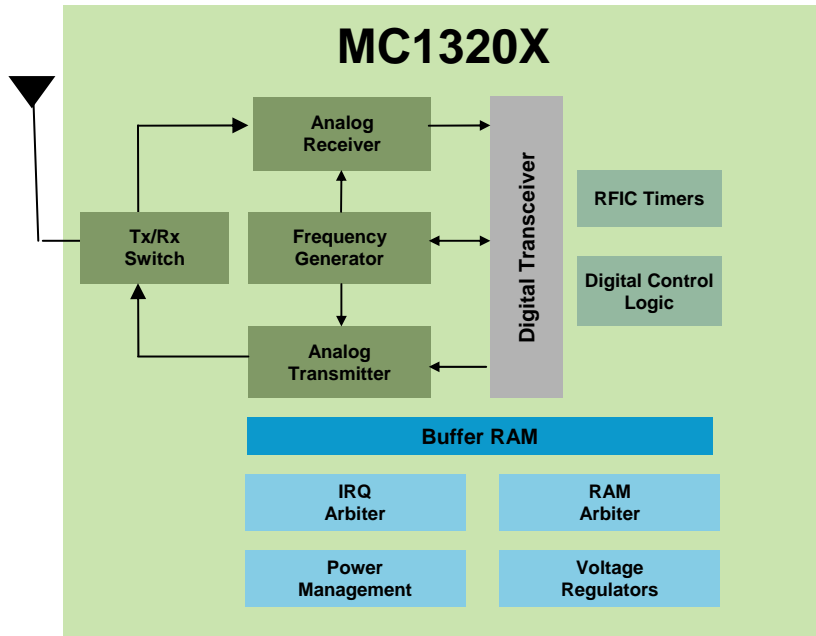 MC1320X
Analog
Receiver
Tx/Rx
Switch
Frequency
Generator
Analog
Transmitter
Digital Transceiver
RFIC Timers
Digital Control
Logic
Buffer RAM
IRQ
Arbiter
RAM
Arbiter
Power
Management
Voltage
Regulators